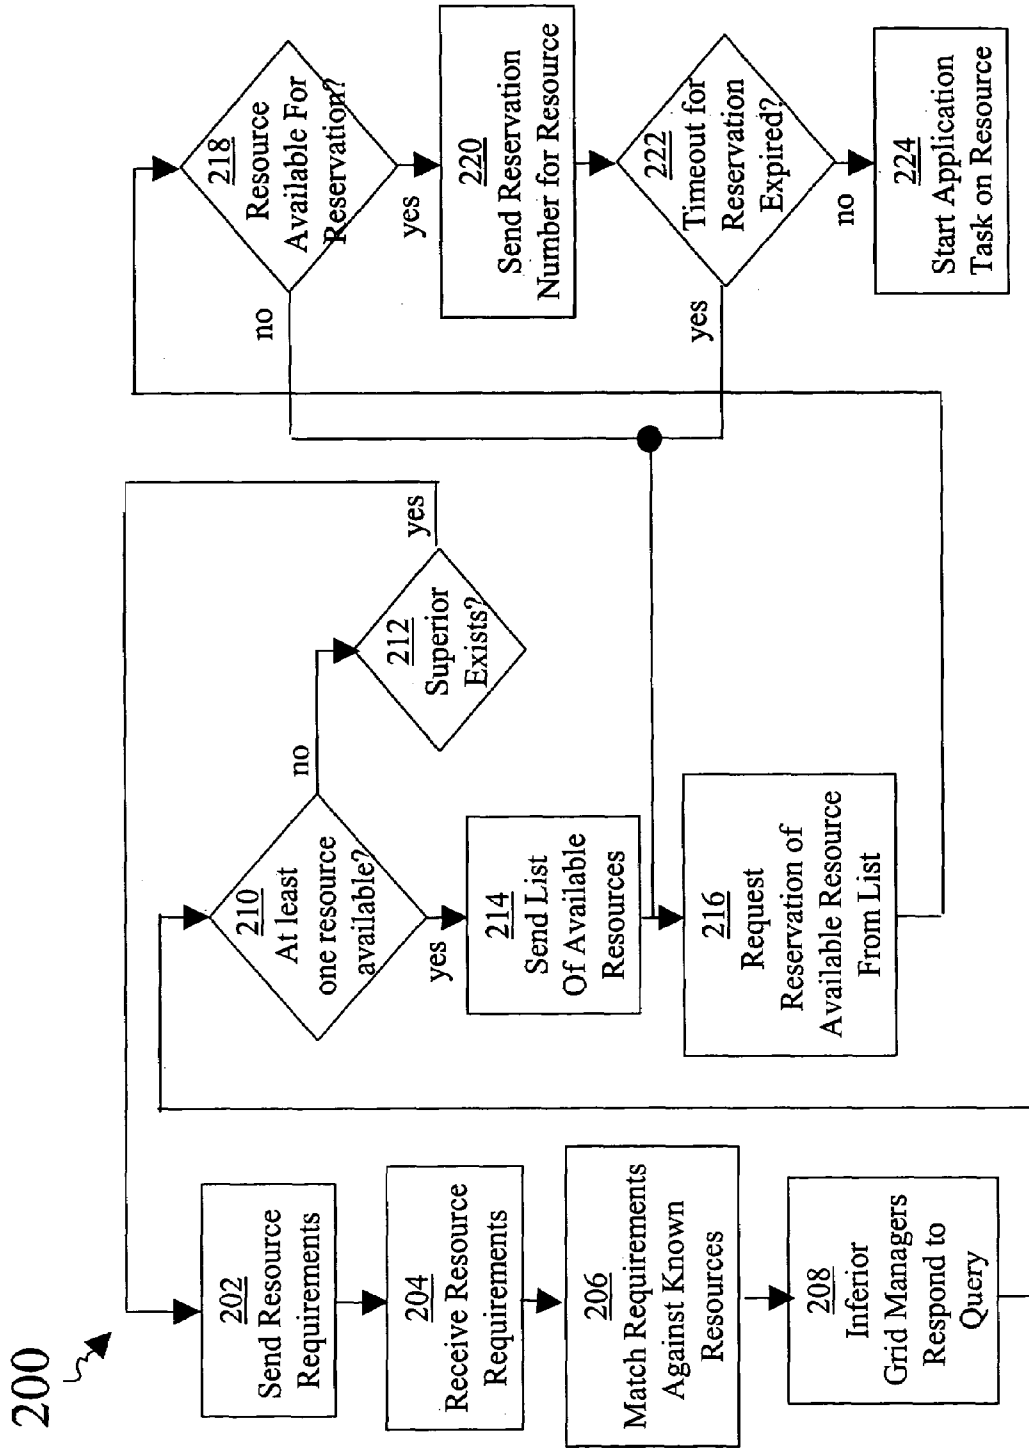 200
202
Send Resource
Requirements
204
Receive Resource
Requirements
206
Match Requirements
Against Known
Resources
208
Inferior
Grid Managers
Respond to
Query
210
At least
one resource
available?
no
yes
212
Superior
Exists?
yes
214
Send List
Of Available
Resources
216
Request
Reservation of
Available Resource
From List
218
Resource
Available For
Reservation?
no
yes
220
Send Reservation
Number for Resource
222
Timeout for
Reservation
Expired?
yes
no
224
Start Application
Task on Resource